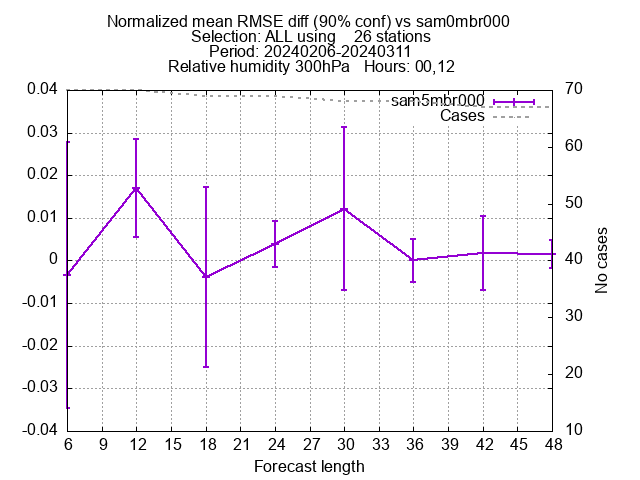 Normalized mean RMSE diff (90% conf) vs sam0mbr000
Selection: ALL using    26 stations
Period: 20240206-20240311
Relative humidity 300hPa   Hours: 00,12
sam5mbr000
Cases
0.04
0.03
0.02
0.01
0
-0.01
-0.02
-0.03
-0.04
70
60
50
40
30
20
10
No cases
6 9 12 15 18 21 24 27 30 33 36 39 42 45 48
Forecast length